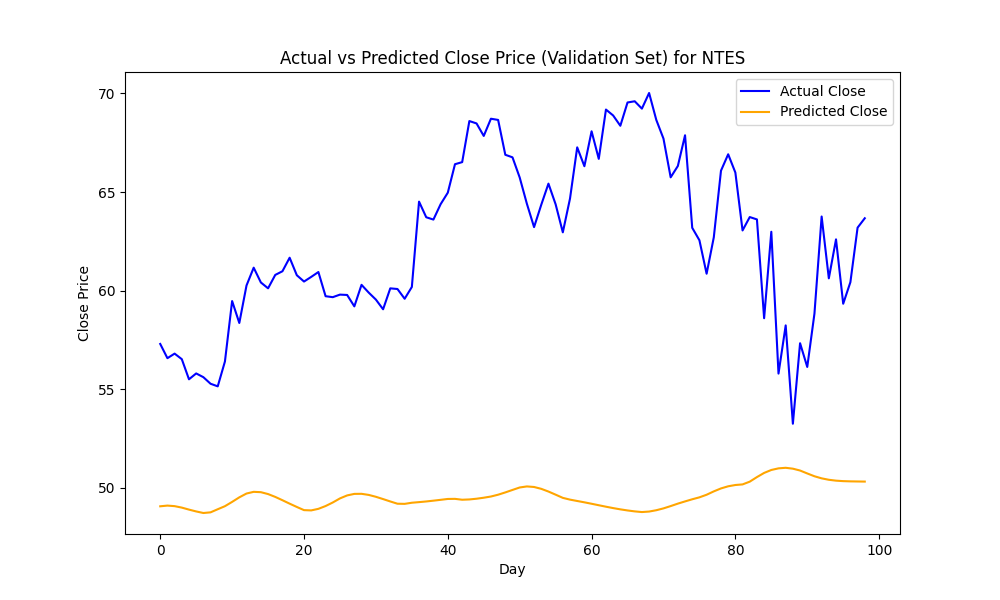 Actual vs Predicted Close Price (Validation Set) for NTES
Actual Close
Predicted Close
Close Price
70
65
60
55
50
0
20
40
60
80
100
Day